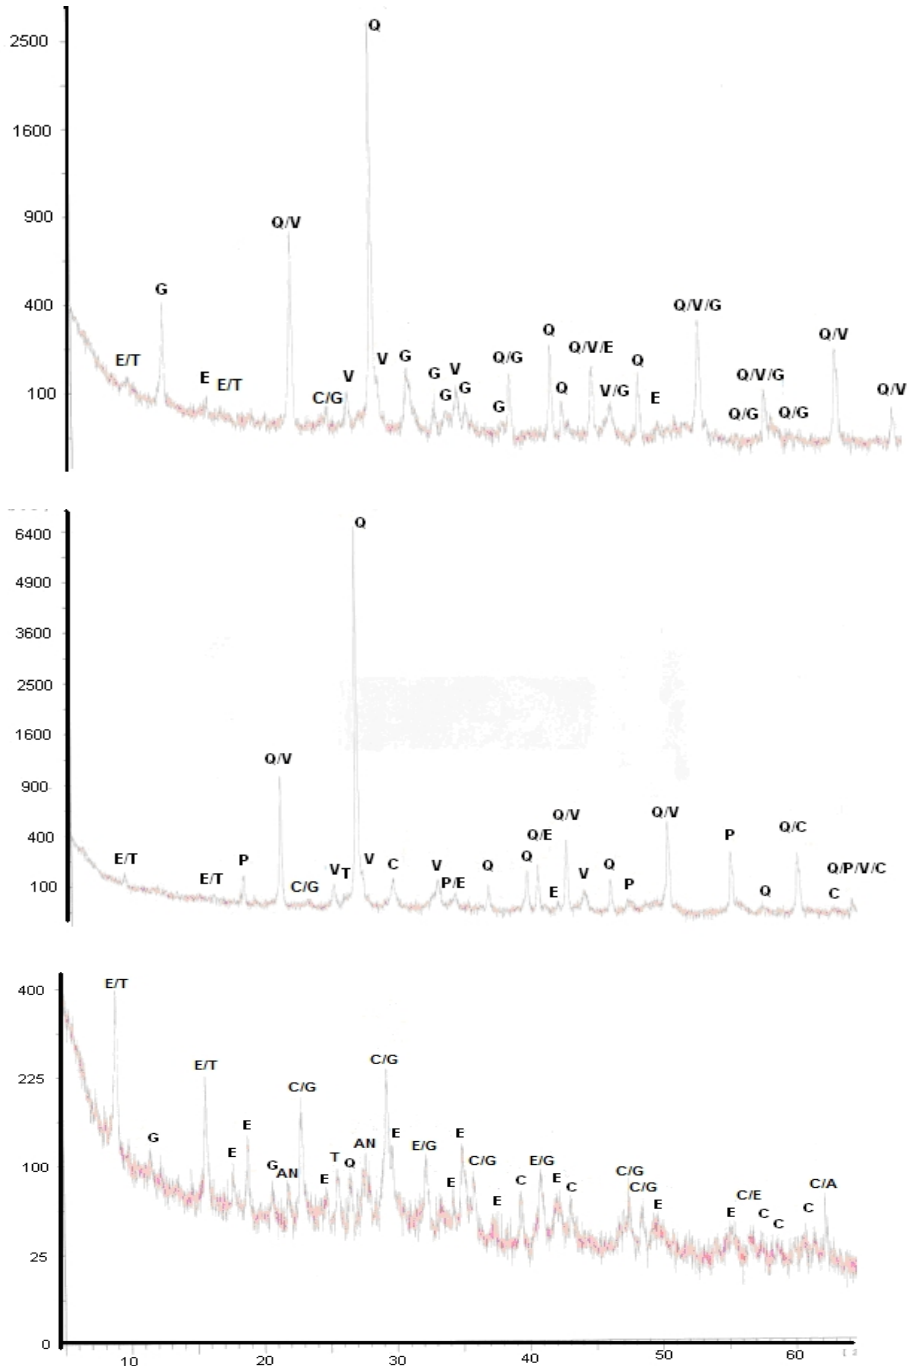 Q
2500
1600
900
Q/V
G
400
Q/V/G
Q
Q/V/E
Q/V
E/T
E
E/T
C/G
V
V
G
G
G
V
G
G
Q/G
Q
V/G
Q
E
Q/G
Q/V/G
Q/G
Q/V
100
Q
6400
4900
3600
2500
1600
Q/V
900
400
Q/E
Q/V
Q/V
P
Q/C
E/T
E/T
P
C/G
V T
V
C
V
P/E
Q
Q
E
V
Q
P
Q
Q/P/V/C
C
100
E/T
400
225
E/T
C/G
C/G
G
E
E
G
AN
E
T
Q
AN
E
E/G
E
E
C/G
E
C
E/G
E
C
C/G
C/G
E
E
C/E
C
C
C
C/A
100
25
0
10 20 30 40 50 60